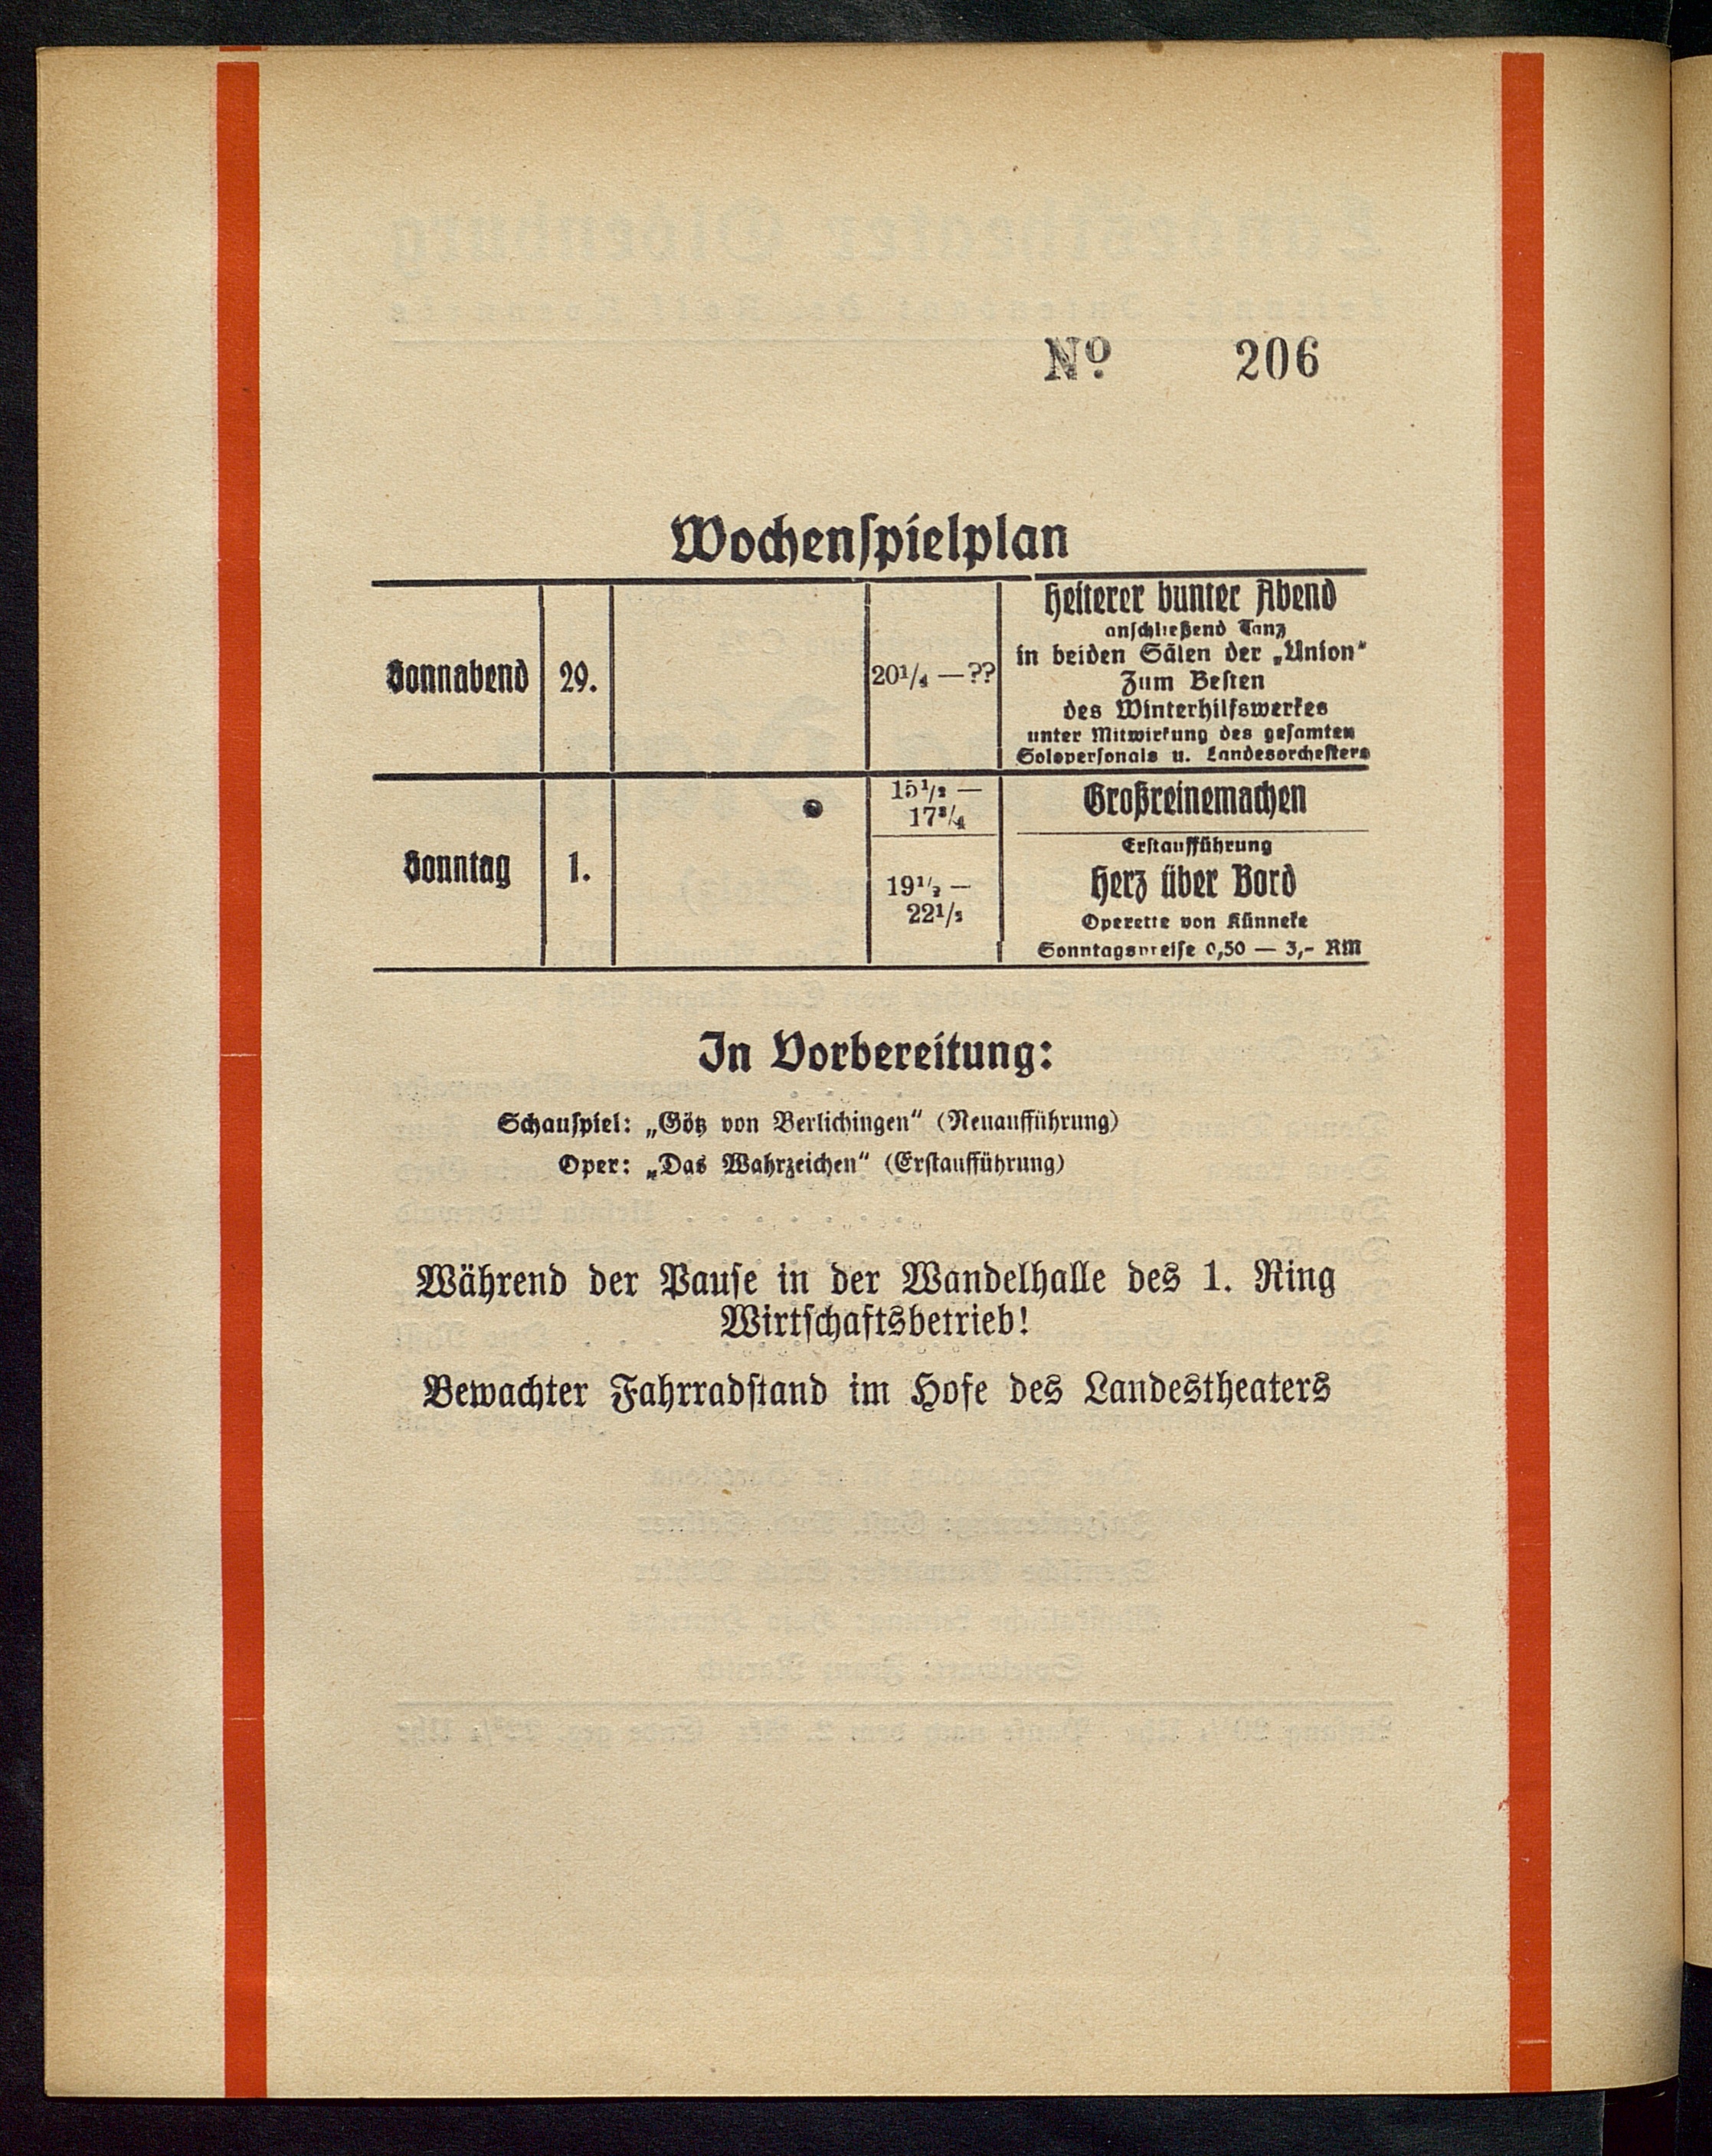 Nº 206
Wochenspielplan
Sonnabend 29. 20¹/₄ — ??
Heiterer bunter Abend
anschließend Tanz
in beiden Sälen der „Union"
Zum Besten
des Winterhilfswerkes
unter Mitwirkung des gesamten
Solopersonals u. Landesorchesters
Sonntag 1.
15¹/₂ —
17³/₄
Großreinemachen
19¹/₂ —
22¹/₂
Erstaufführung
Herz über Bord
Operette von Künneke
Sonntagspreise 0,50 — 3,- RM
In Vorbereitung:
Schauspiel: „Götz von Berlichingen“ (Neuaufführung)
Oper: „Das Wahrzeichen“ (Erstaufführung)
Während der Pause in der Wandelhalle des 1. Ring
Wirtschaftsbetrieb!
Bewachter Fahrradstand im Hofe des Landestheaters